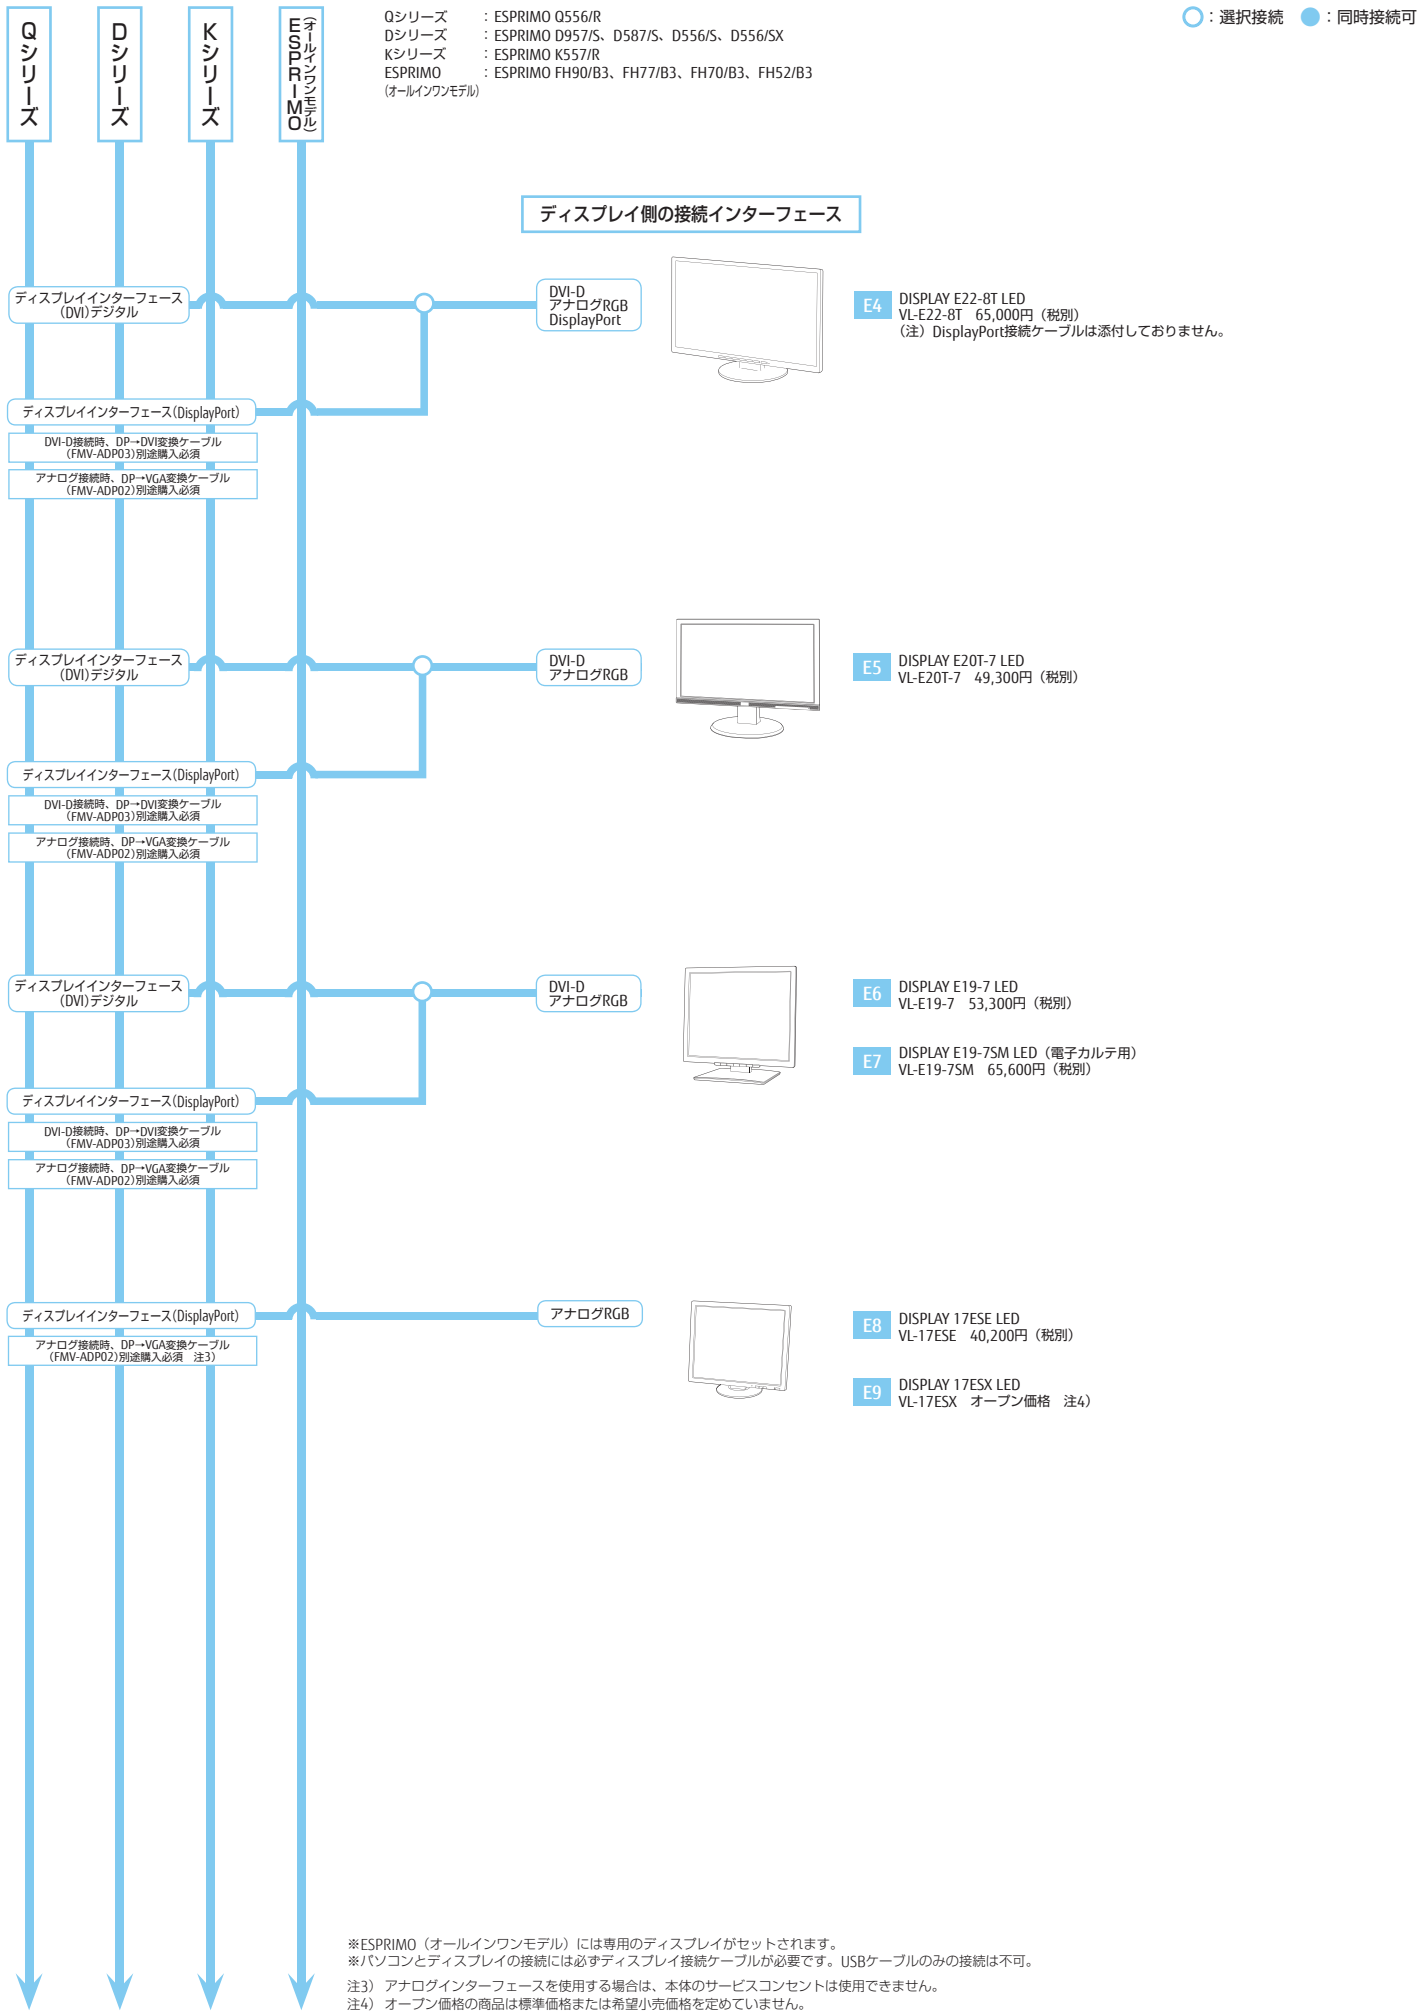 Qシリーズ
Dシリーズ
Kシリーズ
ESPRIMO
(オールインワンモデル)
Qシリーズ : ESPRIMO Q556/R
Dシリーズ : ESPRIMO D957/S、D587/S、D556/S、D556/SX
Kシリーズ : ESPRIMO K557/R
ESPRIMO : ESPRIMO FH90/B3、FH77/B3、FH70/B3、FH52/B3
(オールインワンモデル)
:選択接続 :同時接続可
ディスプレイ側の接続インターフェース
ディスプレイインターフェース
(DVI)デジタル
DVI-D
アナログRGB
DisplayPort
E4
DISPLAY E22-8T LED
VL-E22-8T 65,000円(税別)
(注)DisplayPort接続ケーブルは添付しておりません。
ディスプレイインターフェース(DisplayPort)
DVI-D接続時、DP→DVI変換ケーブル
(FMV-ADP03)別途購入必須
アナログ接続時、DP→VGA変換ケーブル
(FMV-ADP02)別途購入必須
ディスプレイインターフェース
(DVI)デジタル
DVI-D
アナログRGB
E5
DISPLAY E20T-7 LED
VL-E20T-7 49,300円(税別)
ディスプレイインターフェース(DisplayPort)
DVI-D接続時、DP→DVI変換ケーブル
(FMV-ADP03)別途購入必須
アナログ接続時、DP→VGA変換ケーブル
(FMV-ADP02)別途購入必須
ディスプレイインターフェース
(DVI)デジタル
DVI-D
アナログRGB
E6
DISPLAY E19-7 LED
VL-E19-7 53,300円(税別)
E7
DISPLAY E19-7SM LED(電子カルテ用)
VL-E19-7SM 65,600円(税別)
ディスプレイインターフェース(DisplayPort)
DVI-D接続時、DP→DVI変換ケーブル
(FMV-ADP03)別途購入必須
アナログ接続時、DP→VGA変換ケーブル
(FMV-ADP02)別途購入必須
ディスプレイインターフェース(DisplayPort)
アナログ接続時、DP→VGA変換ケーブル
(FMV-ADP02)別途購入必須 注3)
アナログRGB
E8
DISPLAY 17ESE LED
VL-17ESE 40,200円(税別)
E9
DISPLAY 17ESX LED
VL-17ESX オープン価格 注4)
※ESPRIMO(オールインワンモデル)には専用のディスプレイがセットされます。
※パソコンとディスプレイの接続には必ずディスプレイ接続ケーブルが必要です。USBケーブルのみの接続は不可。
注3) アナログインターフェースを使用する場合は、本体のサービスコンセントは使用できません。
注4) オープン価格の商品は標準価格または希望小売価格を定めていません。